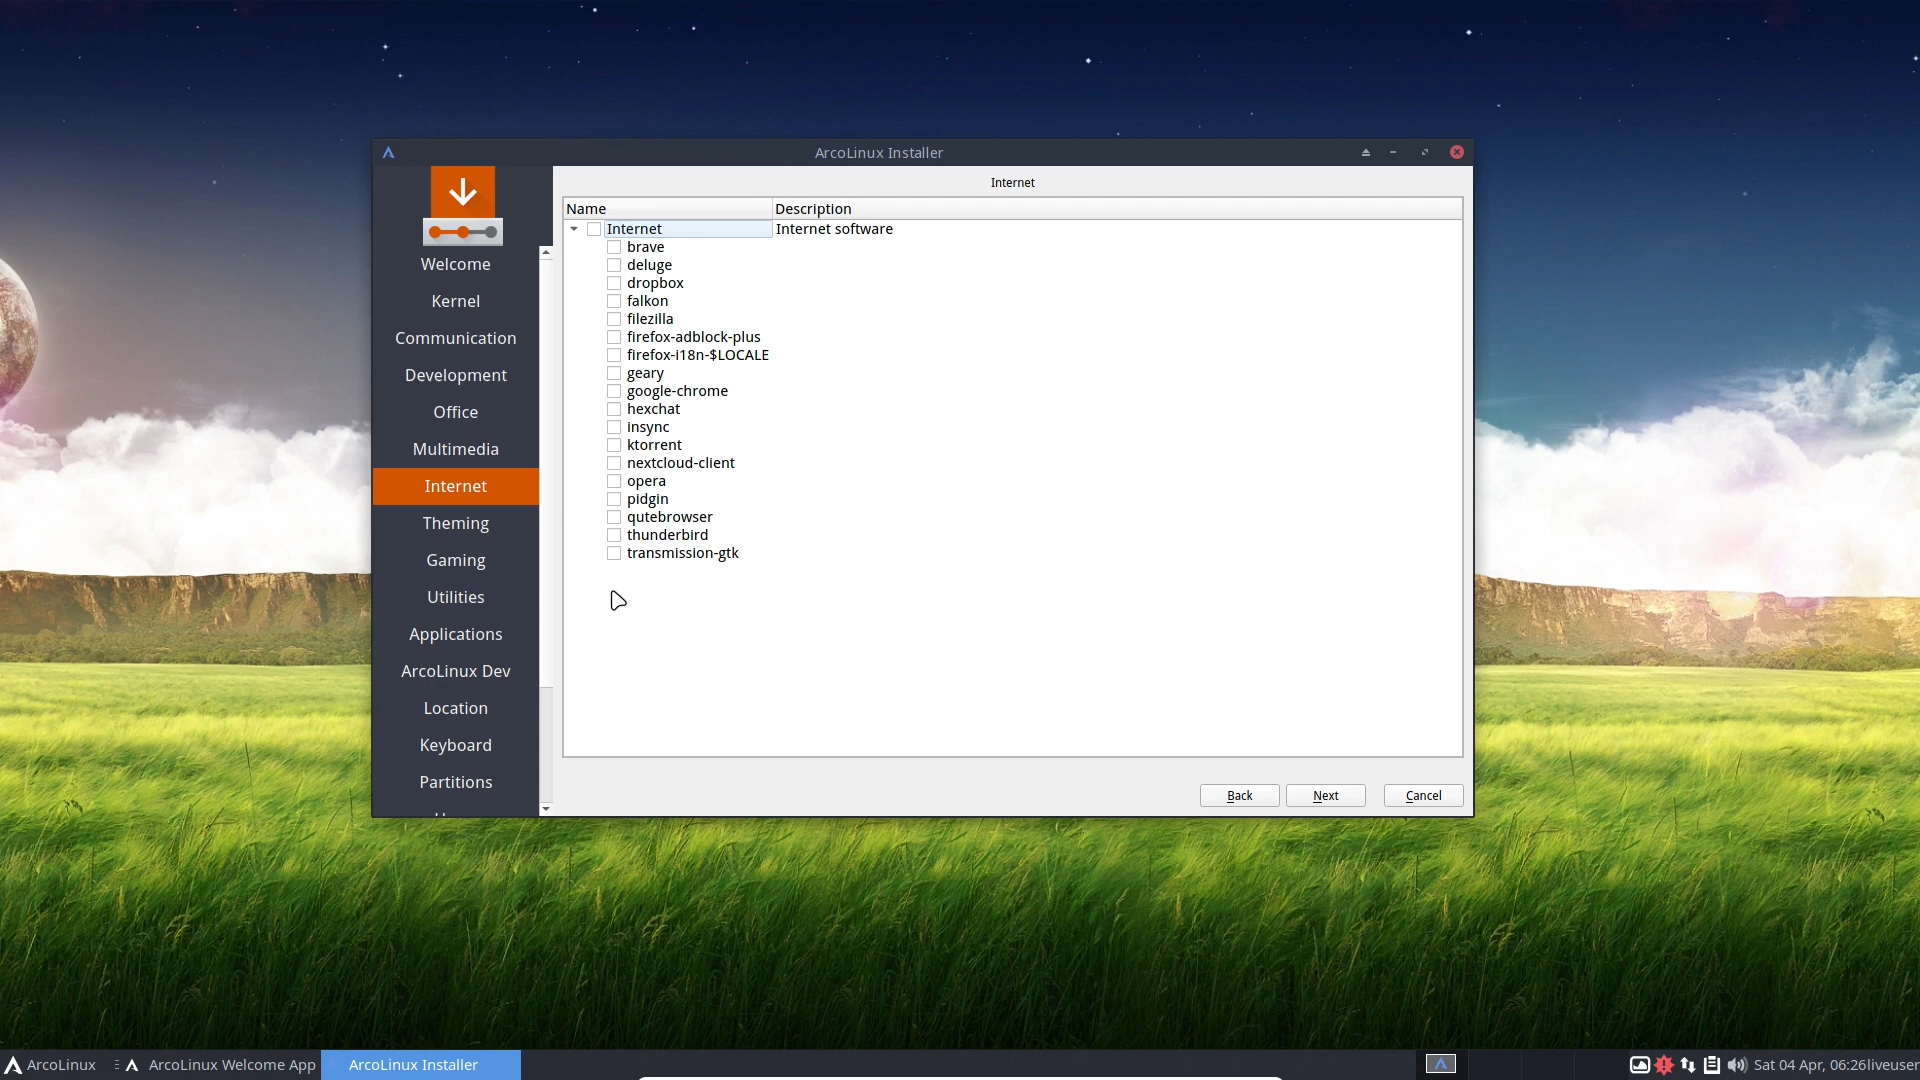 ArcoLinux Installer
Internet
Name Description
Internet Internet software
brave
deluge
dropbox
falkon
filezilla
firefox-adblock-plus
firefox-i18n-$LOCALE
geary
google-chrome
hexchat
insync
ktorrent
nextcloud-client
opera
pidgin
qutebrowser
thunderbird
transmission-gtk
Welcome
Kernel
Communication
Development
Office
Multimedia
Internet
Theming
Gaming
Utilities
Applications
ArcoLinux Dev
Location
Keyboard
Partitions
Back Next Cancel
ArcoLinux ArcoLinux Welcome App ArcoLinux Installer Sat 04 Apr, 06:26liveuser